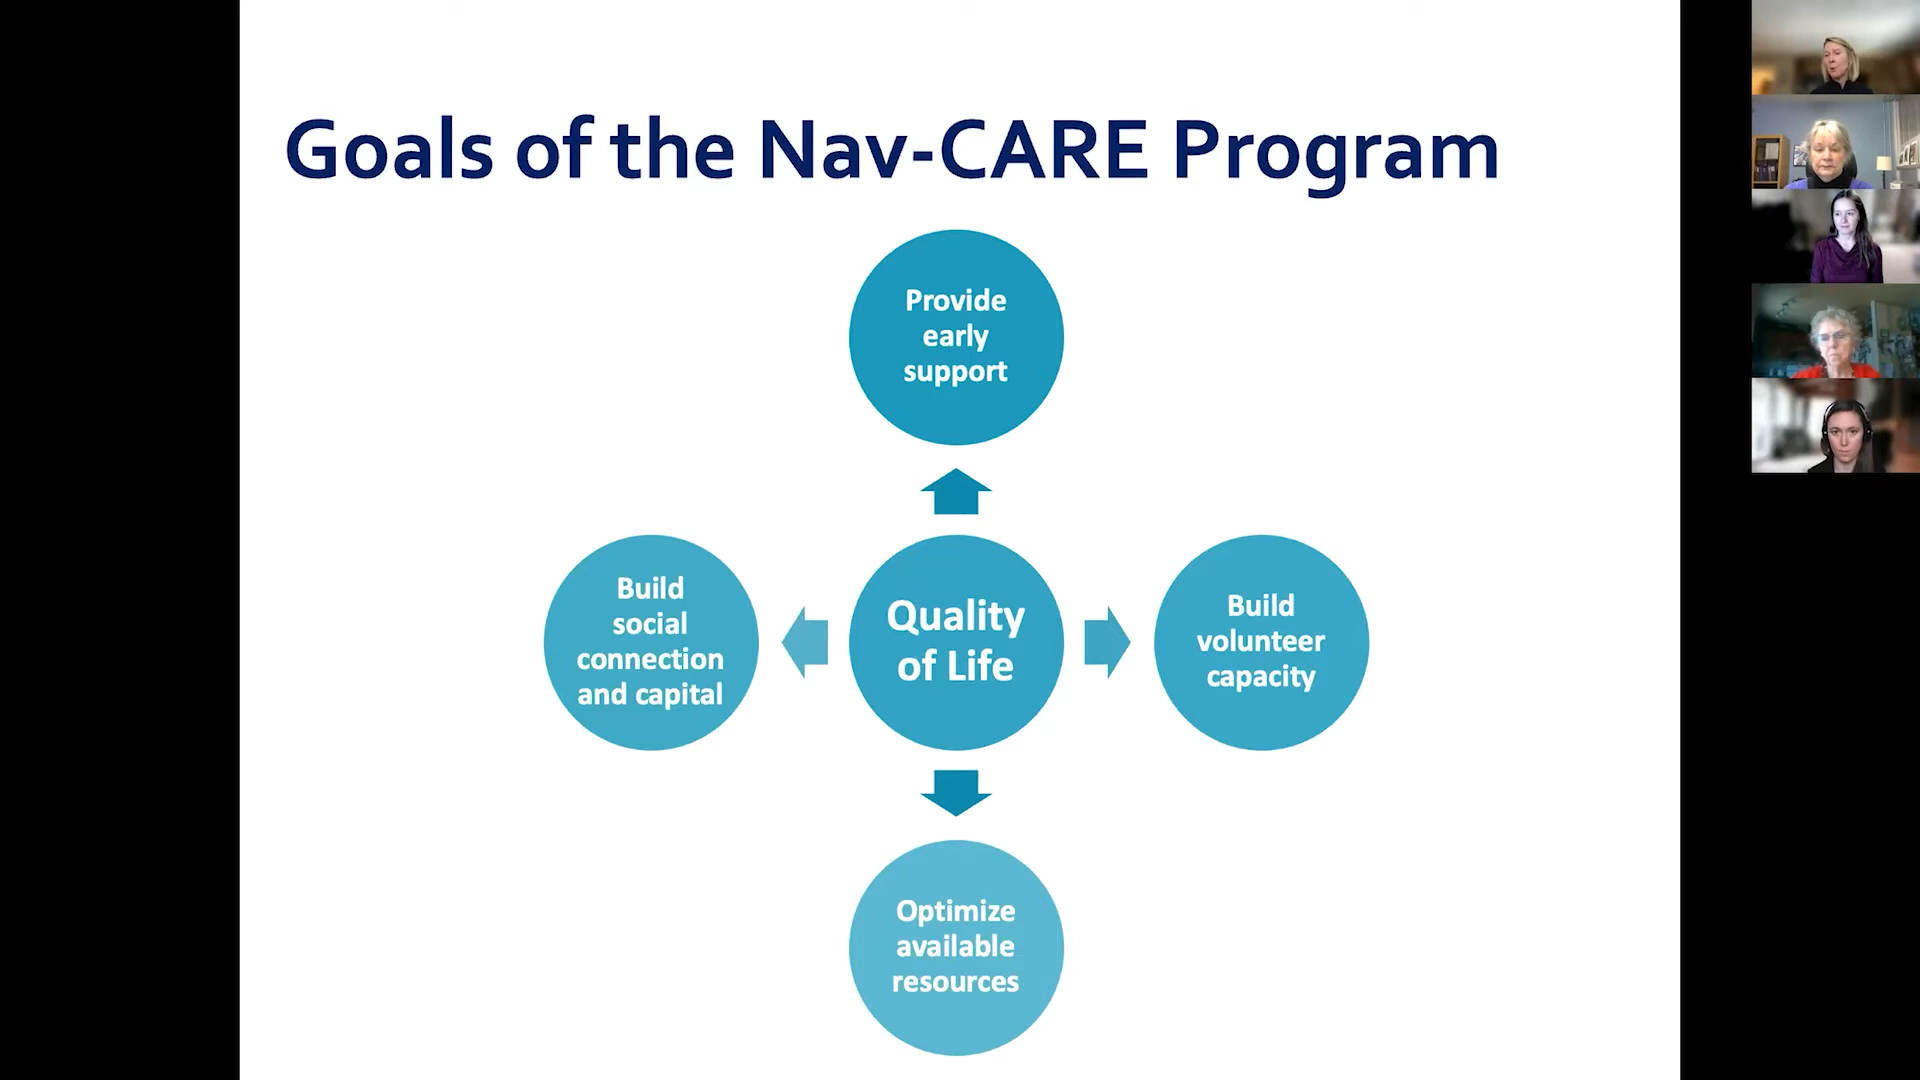 Goals of the Nav-CARE Program
Provide
early
support
Build
social
connection
and capital
Quality
of Life
Build
volunteer
capacity
Optimize
available
resources